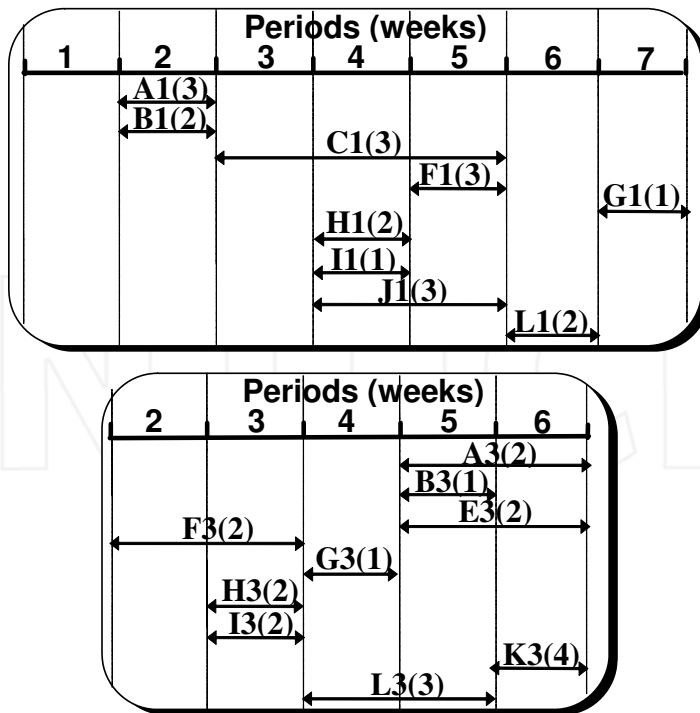 Periods (weeks)
1 2 3 4 5 6 7
A1(3)
B1(2)
C1(3)
F1(3)
G1(1)
H1(2)
I1(1)
J1(3)
L1(2)
Periods (weeks)
2 3 4 5 6
A3(2)
B3(1)
E3(2)
F3(2)
G3(1)
H3(2)
I3(2)
K3(4)
L3(3)